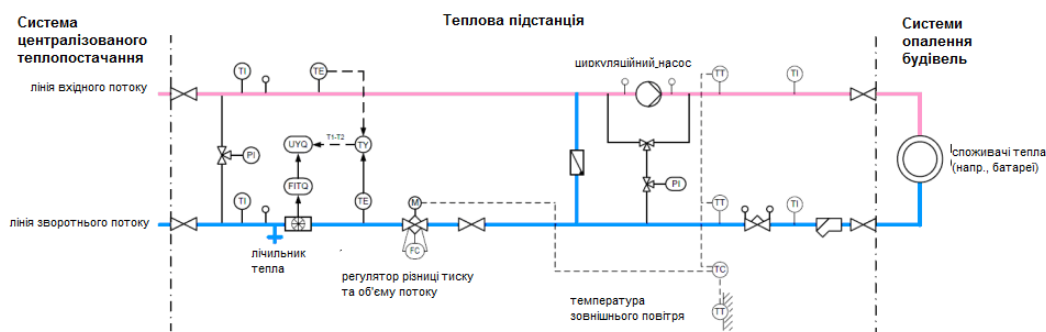 Система
централізованого
теплопостачання
Теплова підстанція
Системи
опалення
будівель
циркуляційний насос
лінія вхідного потоку
TI
TE
TT
TI
UYQ
T1-T2
TY
PI
FITQ
PI
споживачі тепла
(напр., батареї)
лінія зворотнього потоку
TI
TE
M
TT
TI
FC
лічильник
тепла
регулятор різниці тиску
та об'єму потоку
TC
температура
зовнішнього повітря
TT